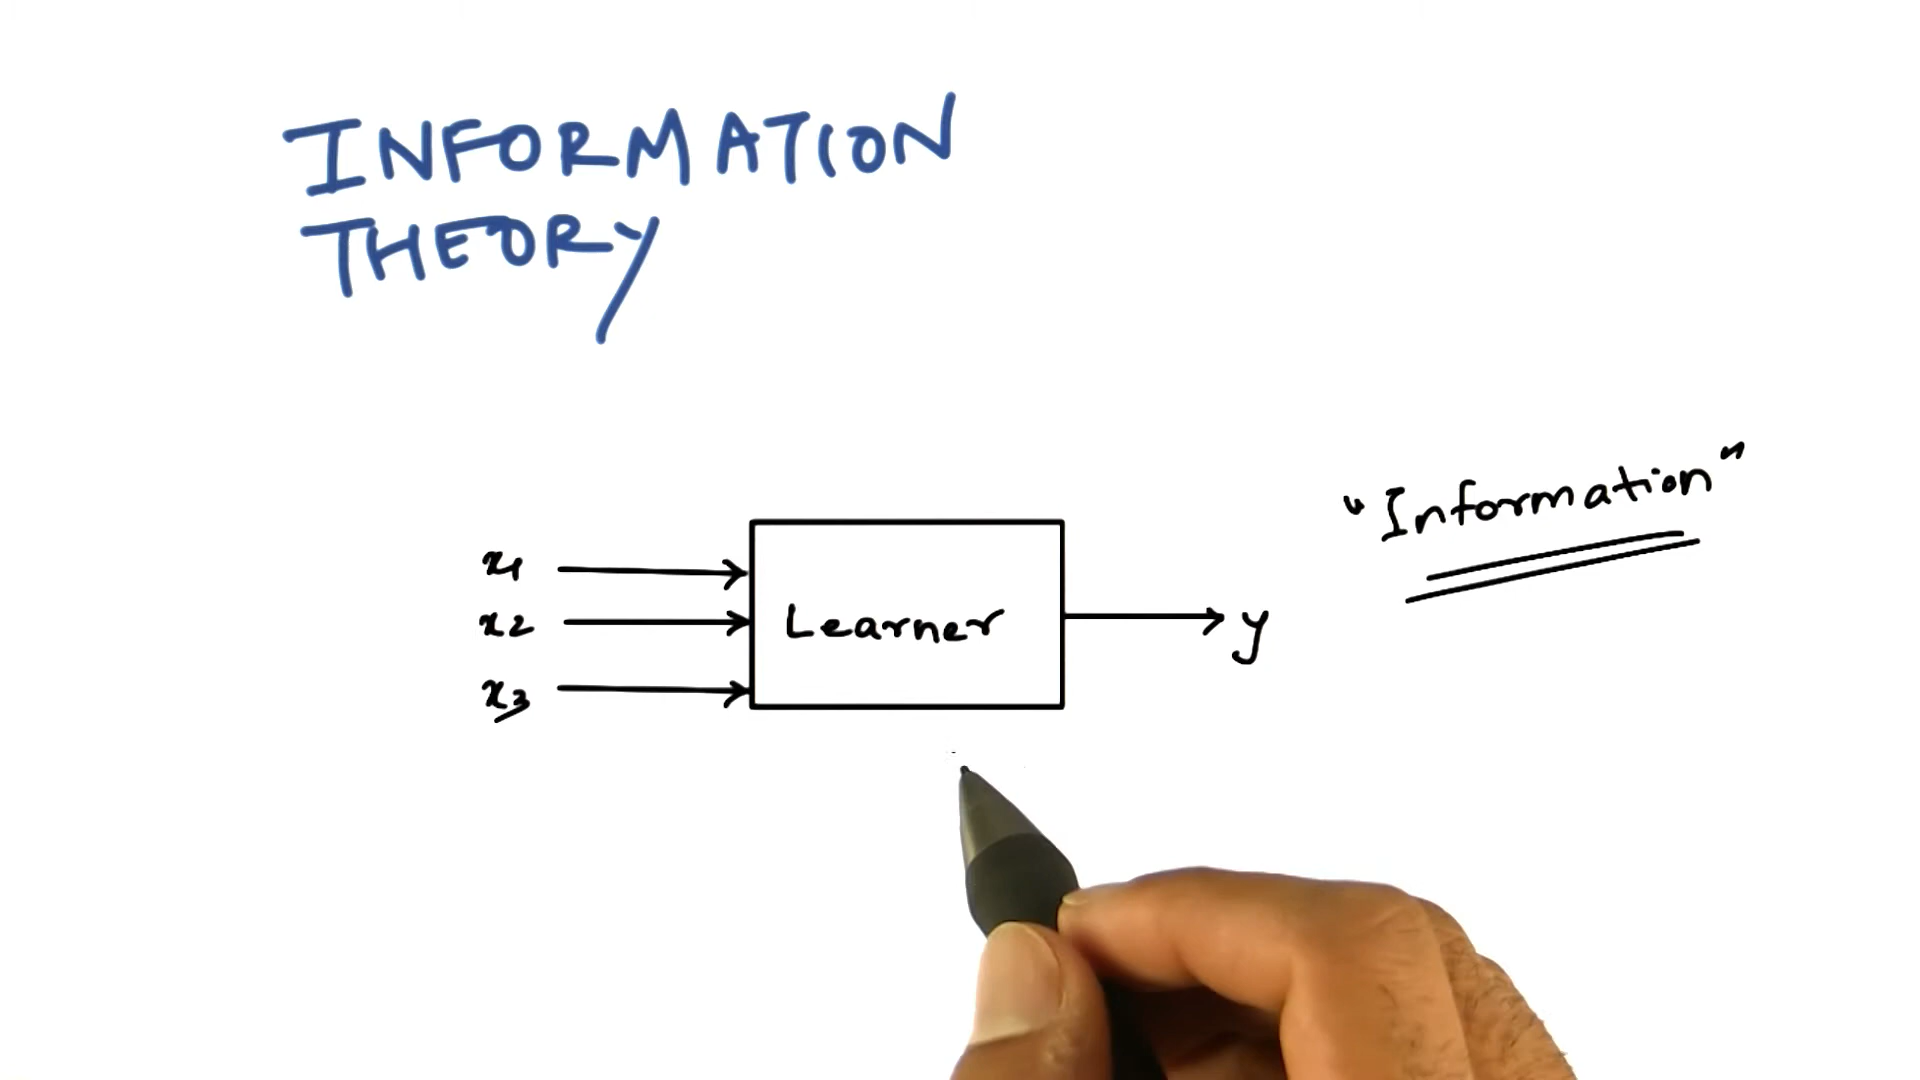 INFORMATION
THEORY
"Information"
x1
x2
x3
Learner
y